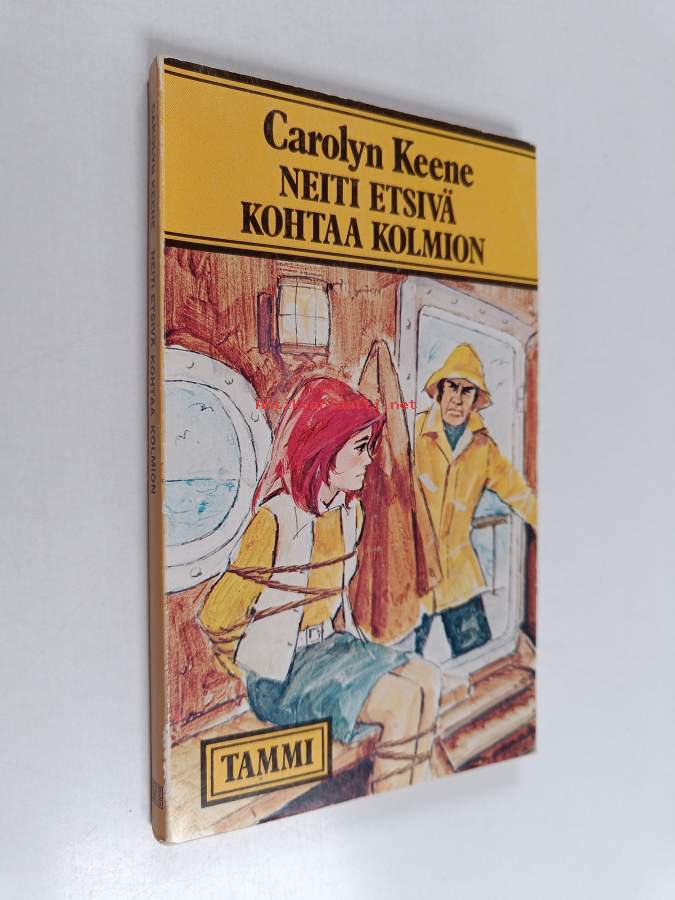 Carolyn Keene
NEITI ETSIVÄ
KOHTAA KOLMION
TAMMI
CAROLYN KEENE NEITI ETSIVÄ KOHTAA KOLMION